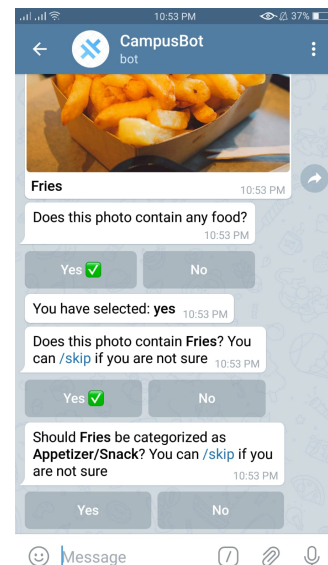 10:53 PM
37%
CampusBot
bot
Fries
10:53 PM
Does this photo contain any food?
10:53 PM
Yes ✅
No
You have selected: yes 10:53 PM
Does this photo contain Fries? You
can /skip if you are not sure 10:53 PM
Yes ✅
No
Should Fries be categorized as
Appetizer/Snack? You can /skip if you
are not sure
10:53 PM
Yes
No
Message